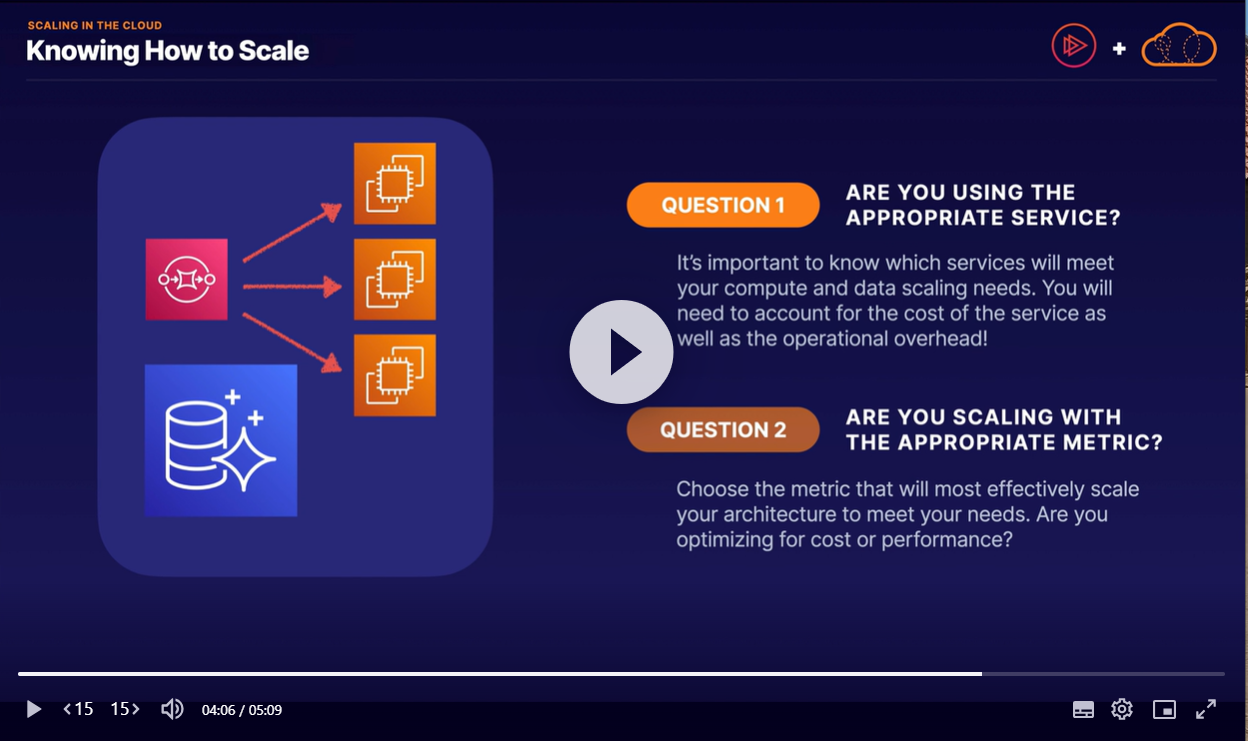 SCALING IN THE CLOUD
Knowing How to Scale
QUESTION 1
ARE YOU USING THE
APPROPRIATE SERVICE?
It's important to know which services will meet
your compute and data scaling needs. You will
need to account for the cost of the service as
well as the operational overhead!
QUESTION 2
ARE YOU SCALING WITH
THE APPROPRIATE METRIC?
Choose the metric that will most effectively scale
your architecture to meet your needs. Are you
optimizing for cost or performance?
<15 15> 04:06 / 05:09